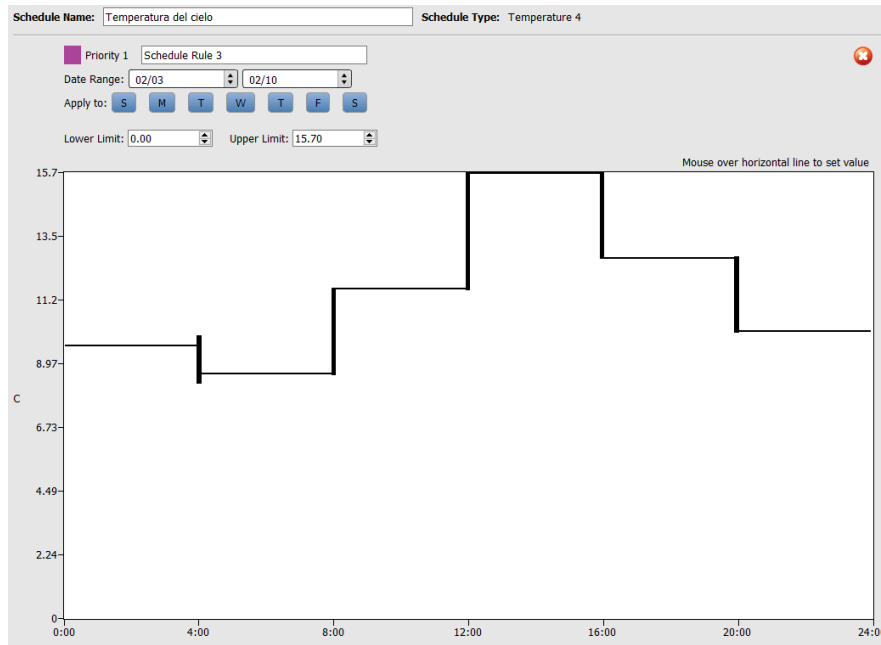 Schedule Name: Temperatura del cielo Schedule Type: Temperature 4
Priority 1 Schedule Rule 3
Date Range: 02/03 02/10
Apply to: S M T W T F S
Lower Limit: 0.00 Upper Limit: 15.70
Mouse over horizontal line to set value
15.7
13.5
11.2
8.97
C
6.73
4.49
2.24
0
0:00 4:00 8:00 12:00 16:00 20:00 24:0